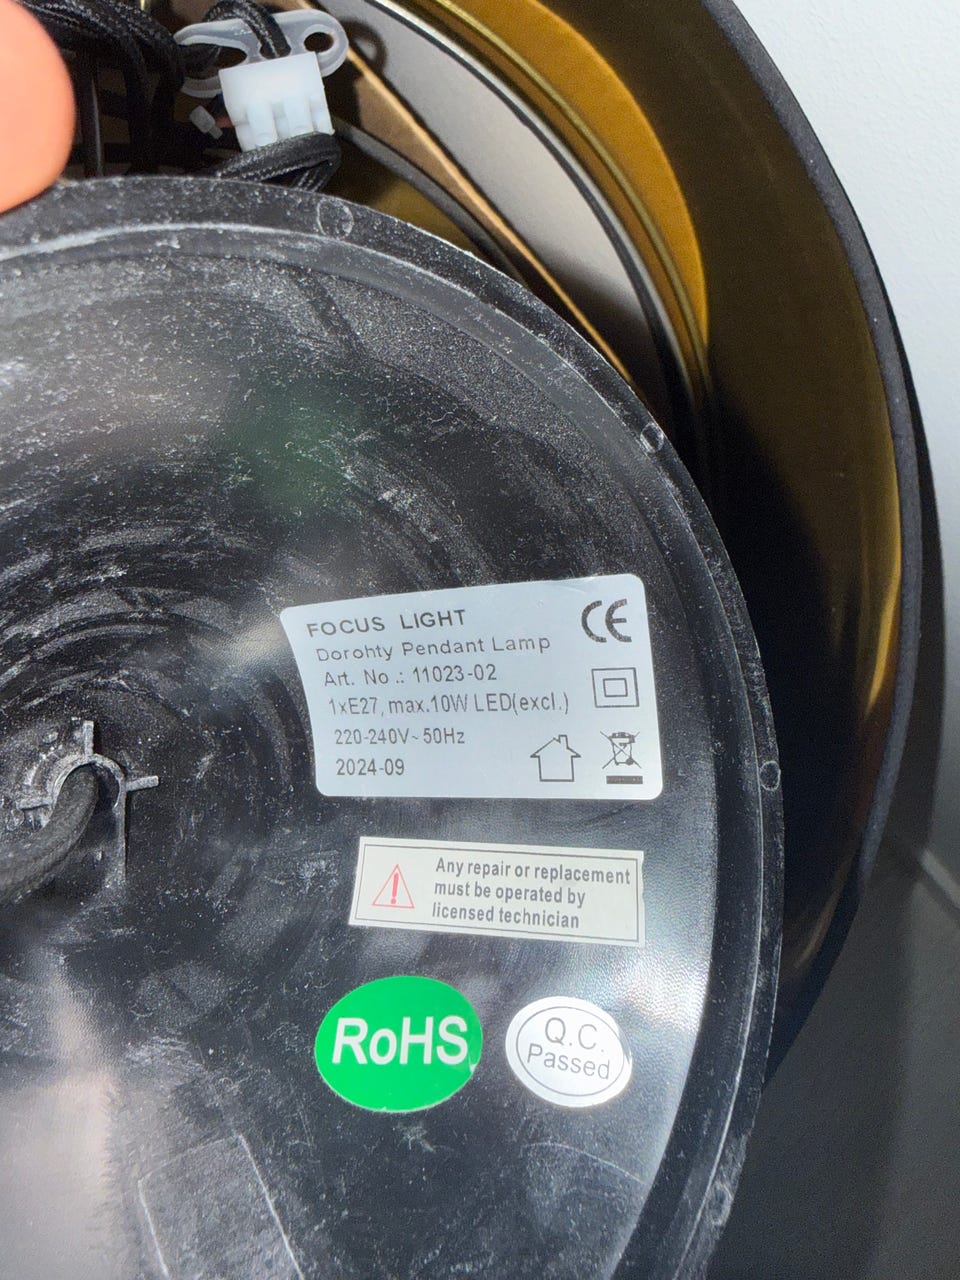 FOCUS LIGHT
Dorohty Pendant Lamp
Art. No.: 11023-02
1xE27, max.10W LED(excl.)
220-240V~50Hz
2024-09
CE
Any repair or replacement
must be operated by
licensed technician
RoHS
Q.C.
Passed